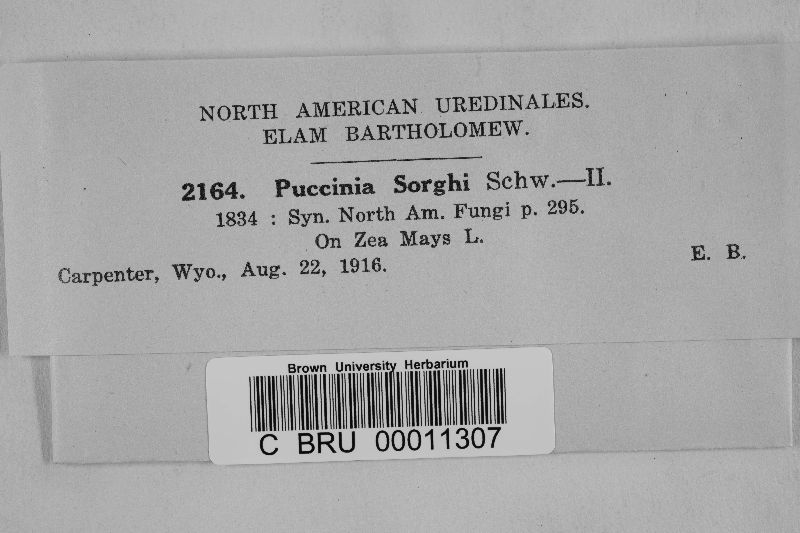 NORTH AMERICAN UREDINALES.
ELAM BARTHOLOMEW.
2164. Puccinia Sorghi Schw.—II.
1834 : Syn. North Am. Fungi p. 295.
On Zea Mays L.
Carpenter, Wyo., Aug. 22, 1916. E. B.
Brown University Herbarium
C BRU 00011307